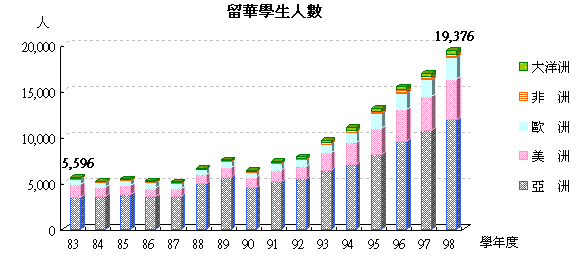 留華學生人數
人
20,000
15,000
10,000
5,000
0
5,596
19,376
83 84 85 86 87 88 89 90 91 92 93 94 95 96 97 98 學年度
大洋洲
非 洲
歐 洲
美 洲
亞 洲